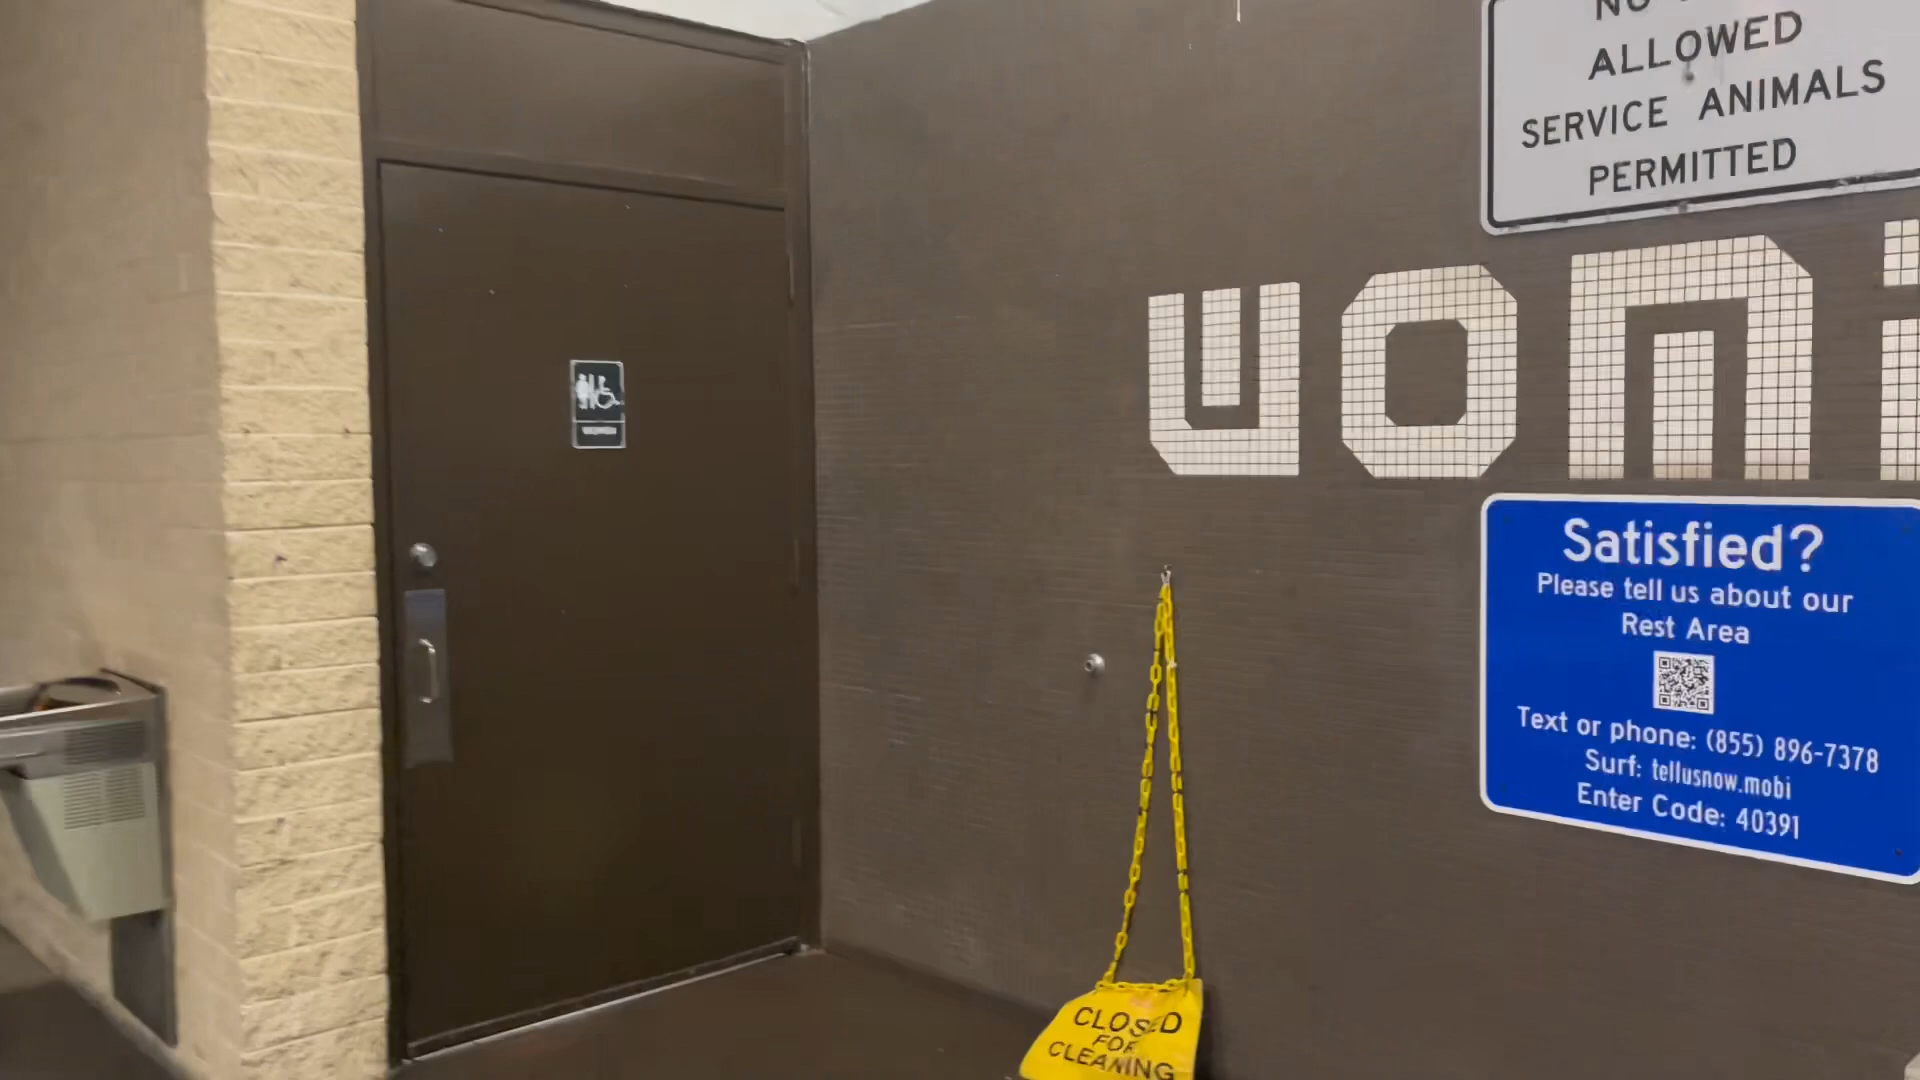 ALLOWED
SERVICE ANIMALS
PERMITTED
WOMEN
Satisfied?
Please tell us about our
Rest Area
Text or phone: (855) 896-7378
Surf: tellusnow.mobi
Enter Code: 40391
CLOSED
FOR
CLEANING